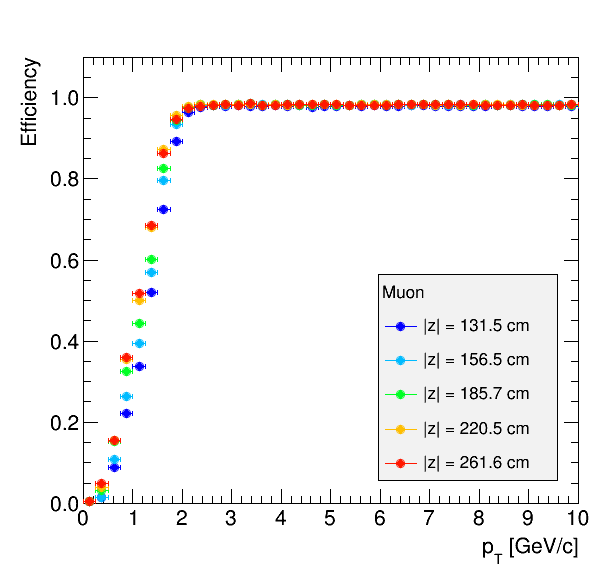 Efficiency
1.0
0.8
0.6
0.4
0.2
0.0
Muon
|z| = 131.5 cm
|z| = 156.5 cm
|z| = 185.7 cm
|z| = 220.5 cm
|z| = 261.6 cm
0 1 2 3 4 5 6 7 8 9 10
p_T [GeV/c]